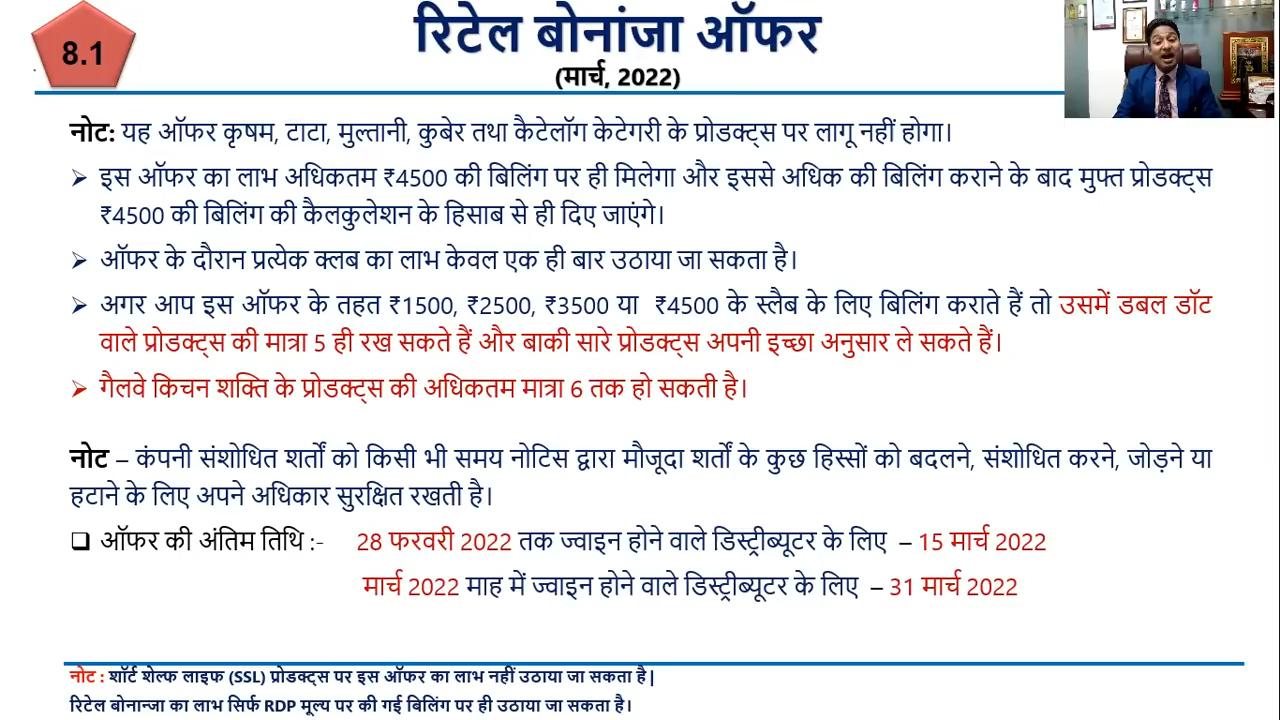 8.1
रिटेल बोनांजा ऑफर
(मार्च, 2022)
नोट: यह ऑफर कृषम, टाटा, मुल्तानी, कुबेर तथा कैटेलॉग केटेगरी के प्रोडक्ट्स पर लागू नहीं होगा।
➢ इस ऑफर का लाभ अधिकतम ₹4500 की बिलिंग पर ही मिलेगा और इससे अधिक की बिलिंग कराने के बाद मुफ्त प्रोडक्ट्स
₹4500 की बिलिंग की कैलकुलेशन के हिसाब से ही दिए जाएंगे।
➢ ऑफर के दौरान प्रत्येक क्लब का लाभ केवल एक ही बार उठाया जा सकता है।
➢ अगर आप इस ऑफर के तहत ₹1500, ₹2500, ₹3500 या ₹4500 के स्लैब के लिए बिलिंग कराते हैं तो उसमें डबल डॉट
वाले प्रोडक्ट्स की मात्रा 5 ही रख सकते हैं और बाकी सारे प्रोडक्ट्स अपनी इच्छा अनुसार ले सकते हैं।
➢ गैलवे किचन शक्ति के प्रोडक्ट्स की अधिकतम मात्रा 6 तक हो सकती है।
नोट – कंपनी संशोधित शर्तों को किसी भी समय नोटिस द्वारा मौजूदा शर्तों के कुछ हिस्सों को बदलने, संशोधित करने, जोड़ने या
हटाने के लिए अपने अधिकार सुरक्षित रखती है।
❑ ऑफर की अंतिम तिथि :- 28 फरवरी 2022 तक ज्वाइन होने वाले डिस्ट्रीब्यूटर के लिए – 15 मार्च 2022
मार्च 2022 माह में ज्वाइन होने वाले डिस्ट्रीब्यूटर के लिए – 31 मार्च 2022
नोट : शॉर्ट शेल्फ लाइफ (SSL) प्रोडक्ट्स पर इस ऑफर का लाभ नहीं उठाया जा सकता है|
रिटेल बोनान्जा का लाभ सिर्फ RDP मूल्य पर की गई बिलिंग पर ही उठाया जा सकता है।